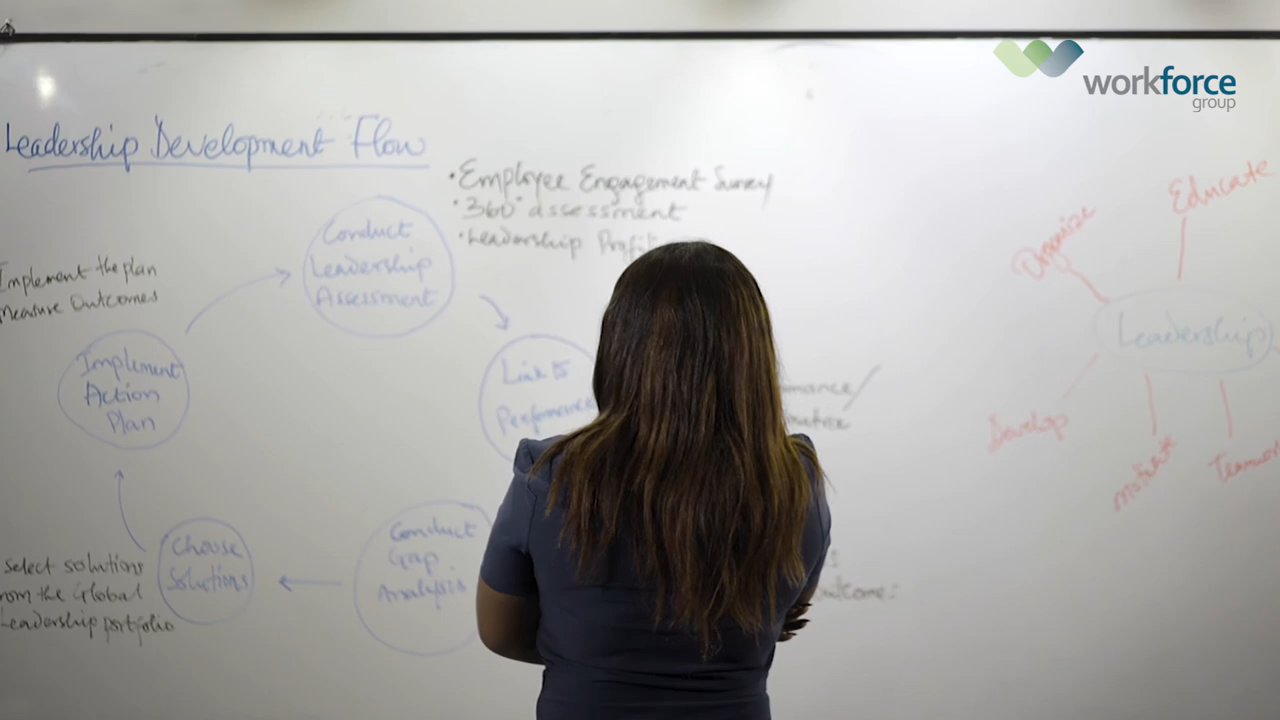 workforce
group
Leadership Development Flow
• Employee Engagement Survey
• 360° assessment
• Leadership
Conduct
Leadership
Assessment
Implement the plan
Measure Outcomes
Implement
Action
Plan
Link to
Performance
Conduct
Gap
Analysis
Choose
Solutions
Select solutions
the Global
Leadership portfolio
Educate
Organise
Leadership
Develop
Motivate